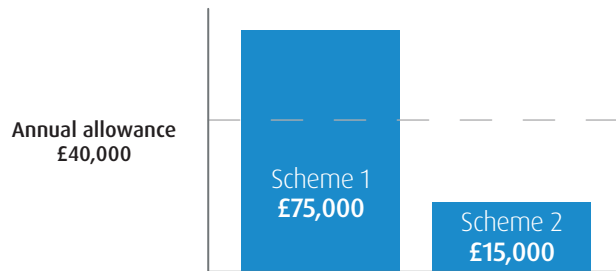 Annual allowance
£40,000
Scheme 1
£75,000
Scheme 2
£15,000